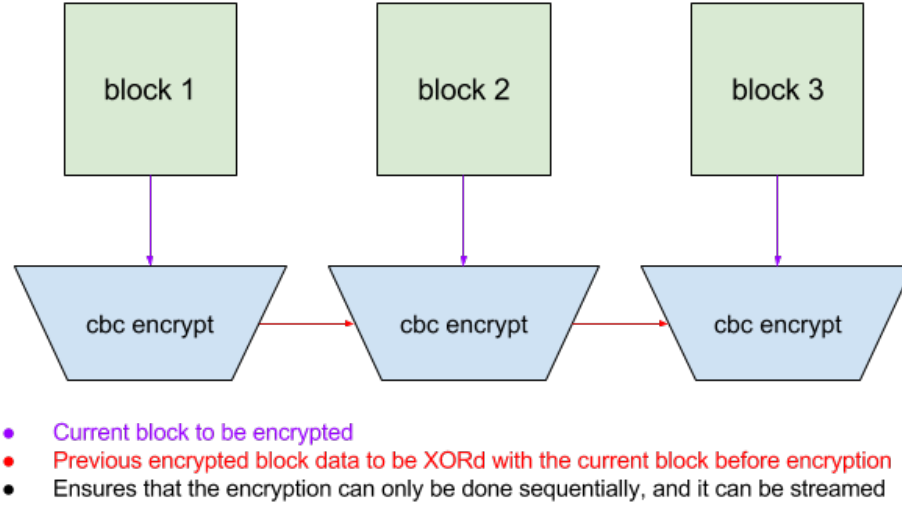 block 1
block 2
block 3
cbc encrypt
cbc encrypt
cbc encrypt
Current block to be encrypted
Previous encrypted block data to be XORd with the current block before encryption
Ensures that the encryption can only be done sequentially, and it can be streamed